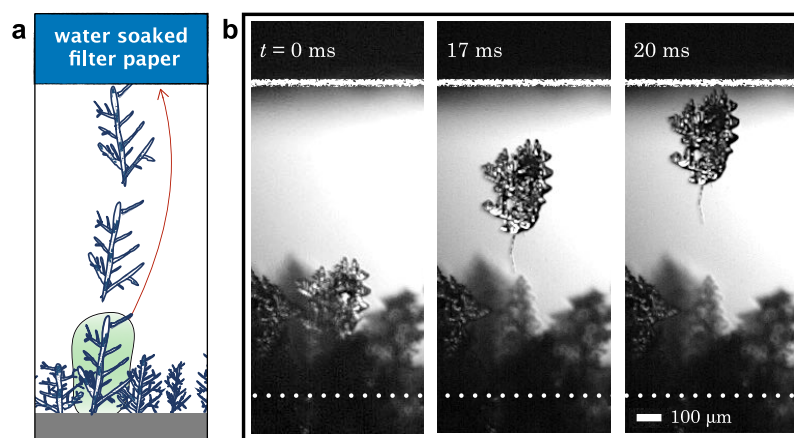 a
water soaked
filter paper
b
t = 0 ms
17 ms
20 ms
100 μm